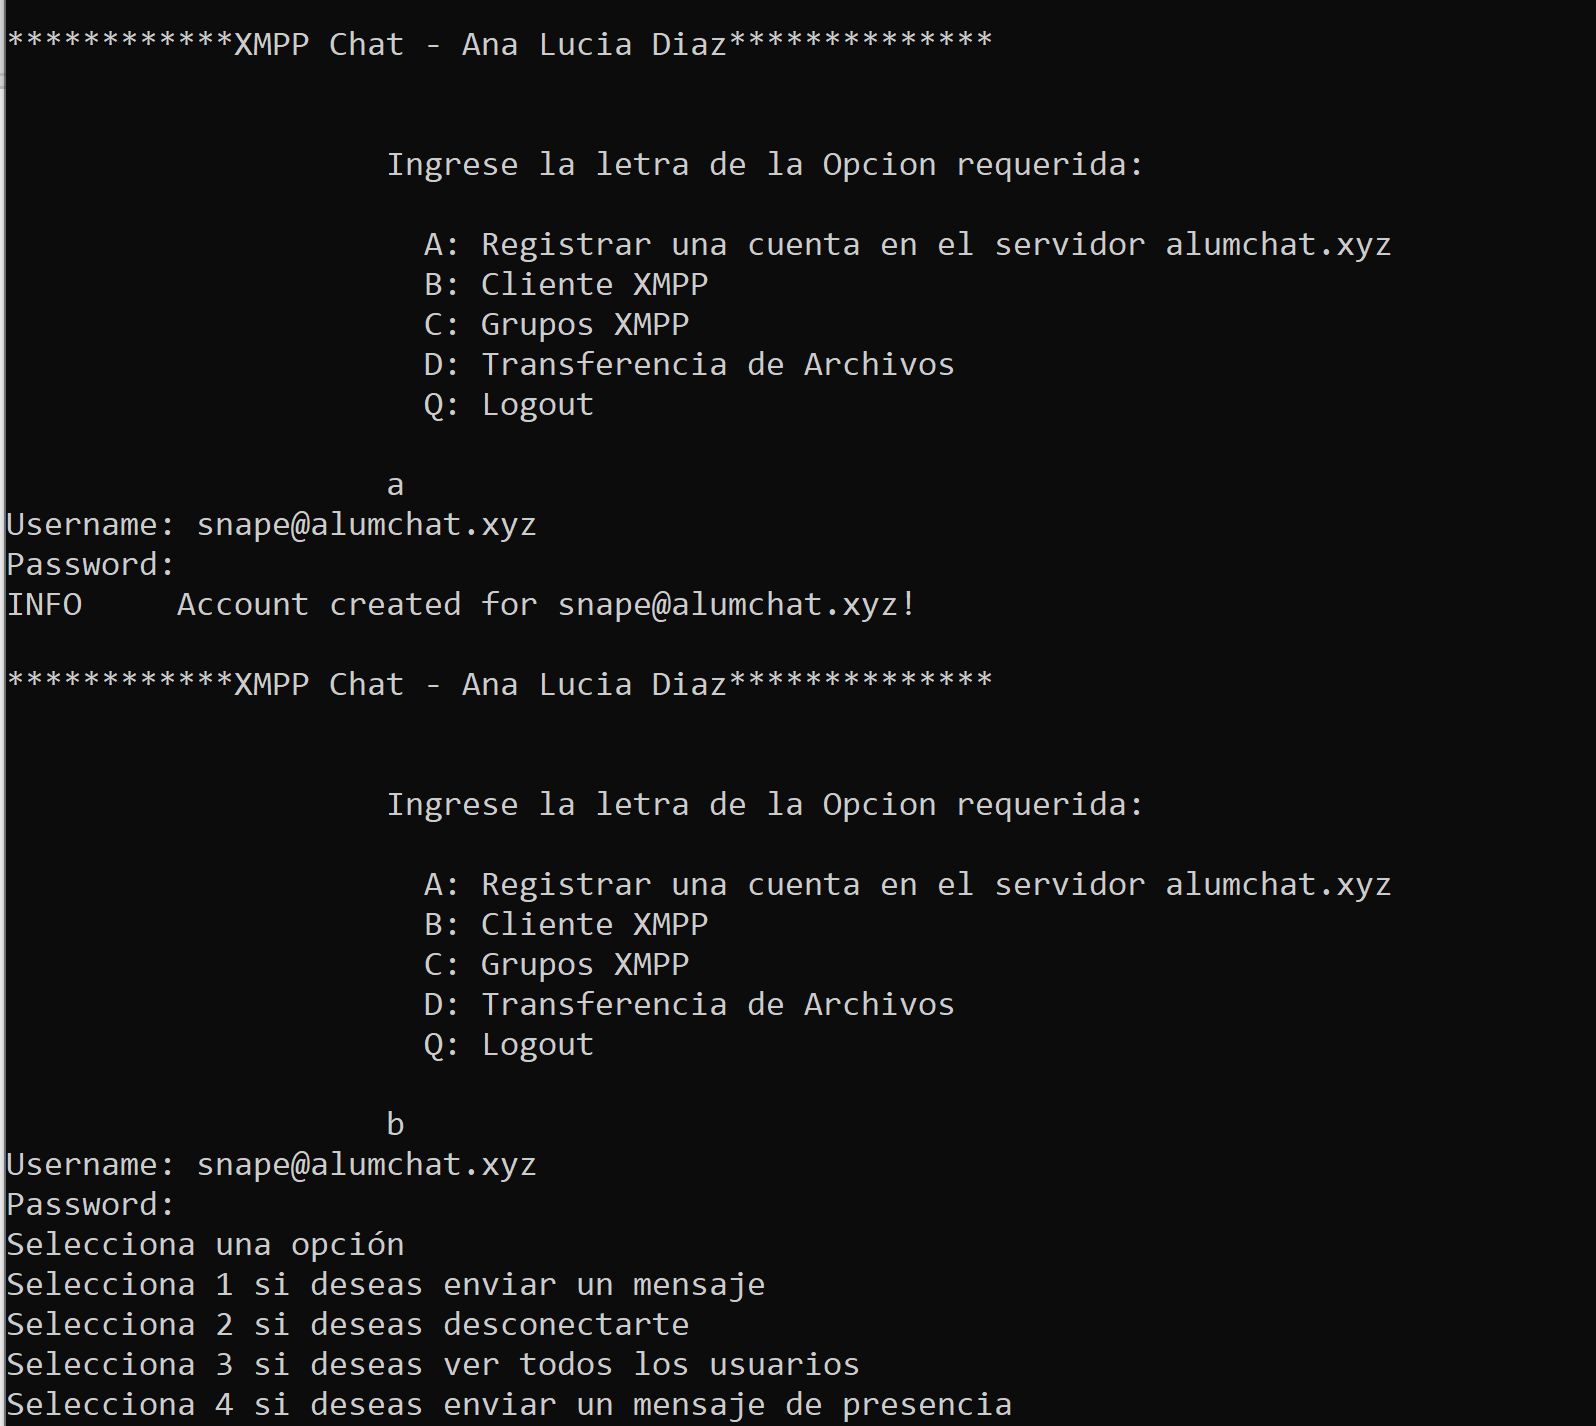 ************XMPP Chat - Ana Lucia Diaz**************
Ingrese la letra de la Opcion requerida:
A: Registrar una cuenta en el servidor alumchat.xyz
B: Cliente XMPP
C: Grupos XMPP
D: Transferencia de Archivos
Q: Logout
a
Username: snape@alumchat.xyz
Password:
INFO     Account created for snape@alumchat.xyz!
************XMPP Chat - Ana Lucia Diaz**************
Ingrese la letra de la Opcion requerida:
A: Registrar una cuenta en el servidor alumchat.xyz
B: Cliente XMPP
C: Grupos XMPP
D: Transferencia de Archivos
Q: Logout
b
Username: snape@alumchat.xyz
Password:
Selecciona una opción
Selecciona 1 si deseas enviar un mensaje
Selecciona 2 si deseas desconectarte
Selecciona 3 si deseas ver todos los usuarios
Selecciona 4 si deseas enviar un mensaje de presencia